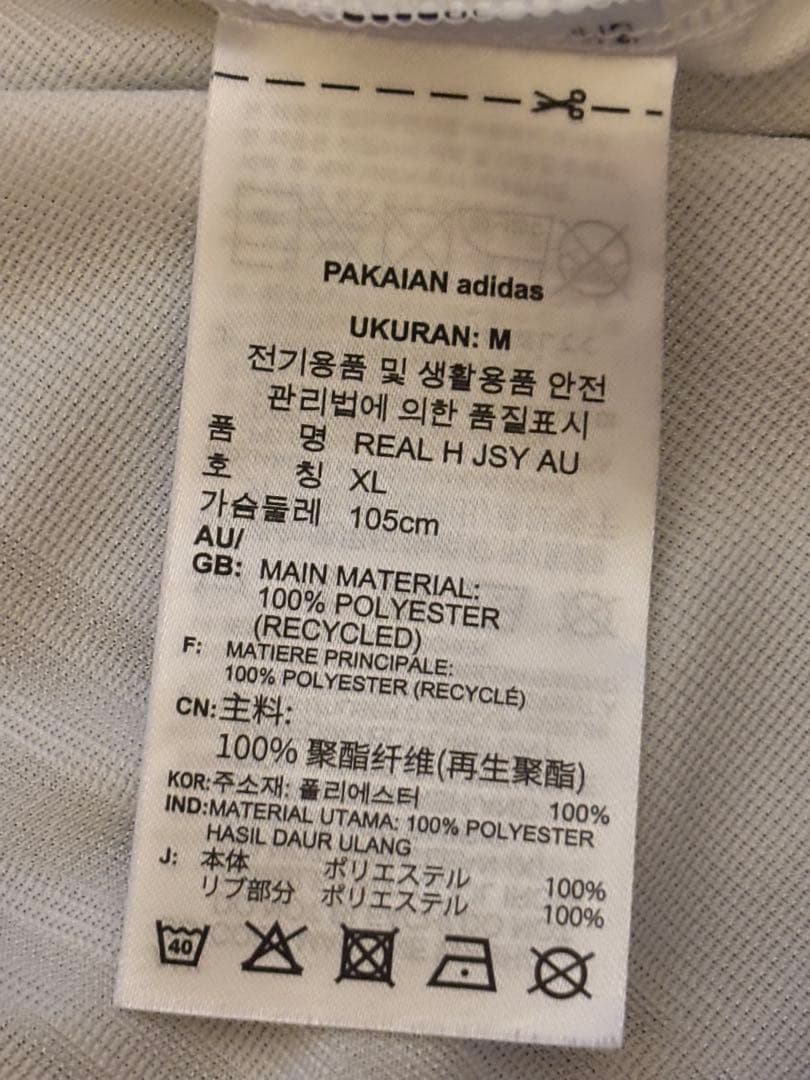 PAKAIAN adidas
UKURAN: M
전기용품 및 생활용품 안전
관리법에 의한 품질표시
품 명 REAL H JSY AU
호 칭 XL
가슴둘레 105cm
AU/
GB: MAIN MATERIAL:
100% POLYESTER
(RECYCLED)
F: MATIERE PRINCIPALE:
100% POLYESTER (RECYCLÉ)
CN:主料:
100% 聚酯纤维(再生聚酯)
KOR:주소재: 폴리에스터 100%
IND:MATERIAL UTAMA: 100% POLYESTER
HASIL DAUR ULANG
J: 本体 ポリエステル 100%
リブ部分 ポリエステル 100%
40